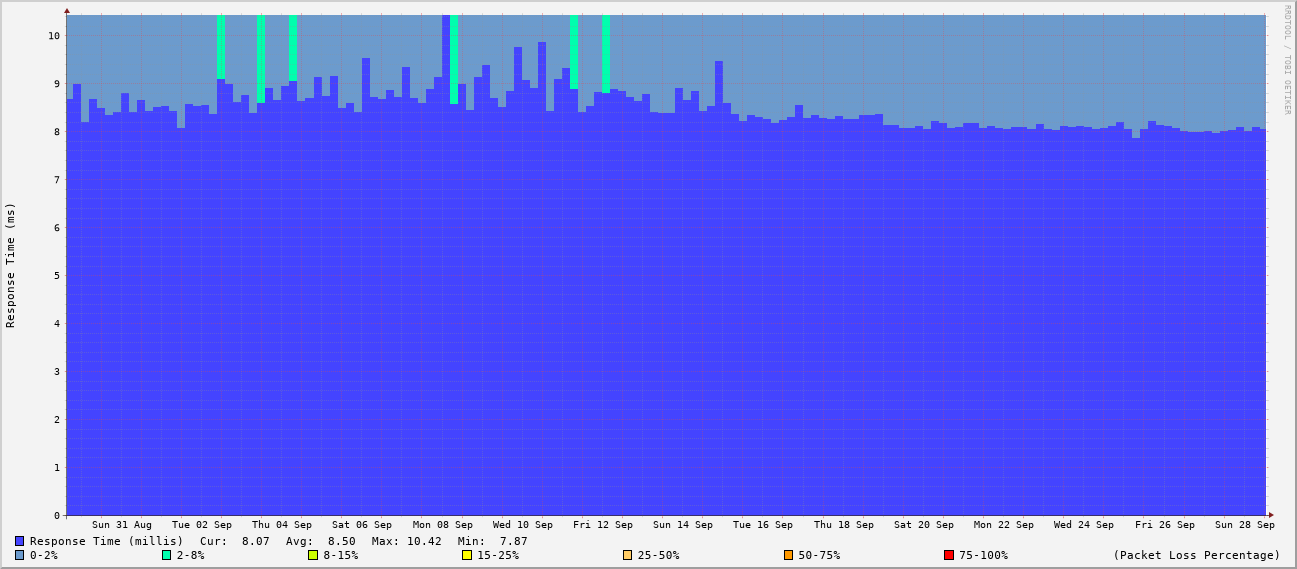 RRDTOOL / TOBI OETIKER
Response Time (ms)
10
9
8
7
6
5
4
3
2
1
0
Sun 31 Aug Tue 02 Sep Thu 04 Sep Sat 06 Sep Mon 08 Sep Wed 10 Sep Fri 12 Sep Sun 14 Sep Tue 16 Sep Thu 18 Sep Sat 20 Sep Mon 22 Sep Wed 24 Sep Fri 26 Sep Sun 28 Sep
Response Time (millis) Cur: 8.07 Avg: 8.50 Max: 10.42 Min: 7.87
0-2% 2-8% 8-15% 15-25% 25-50% 50-75% 75-100% (Packet Loss Percentage)